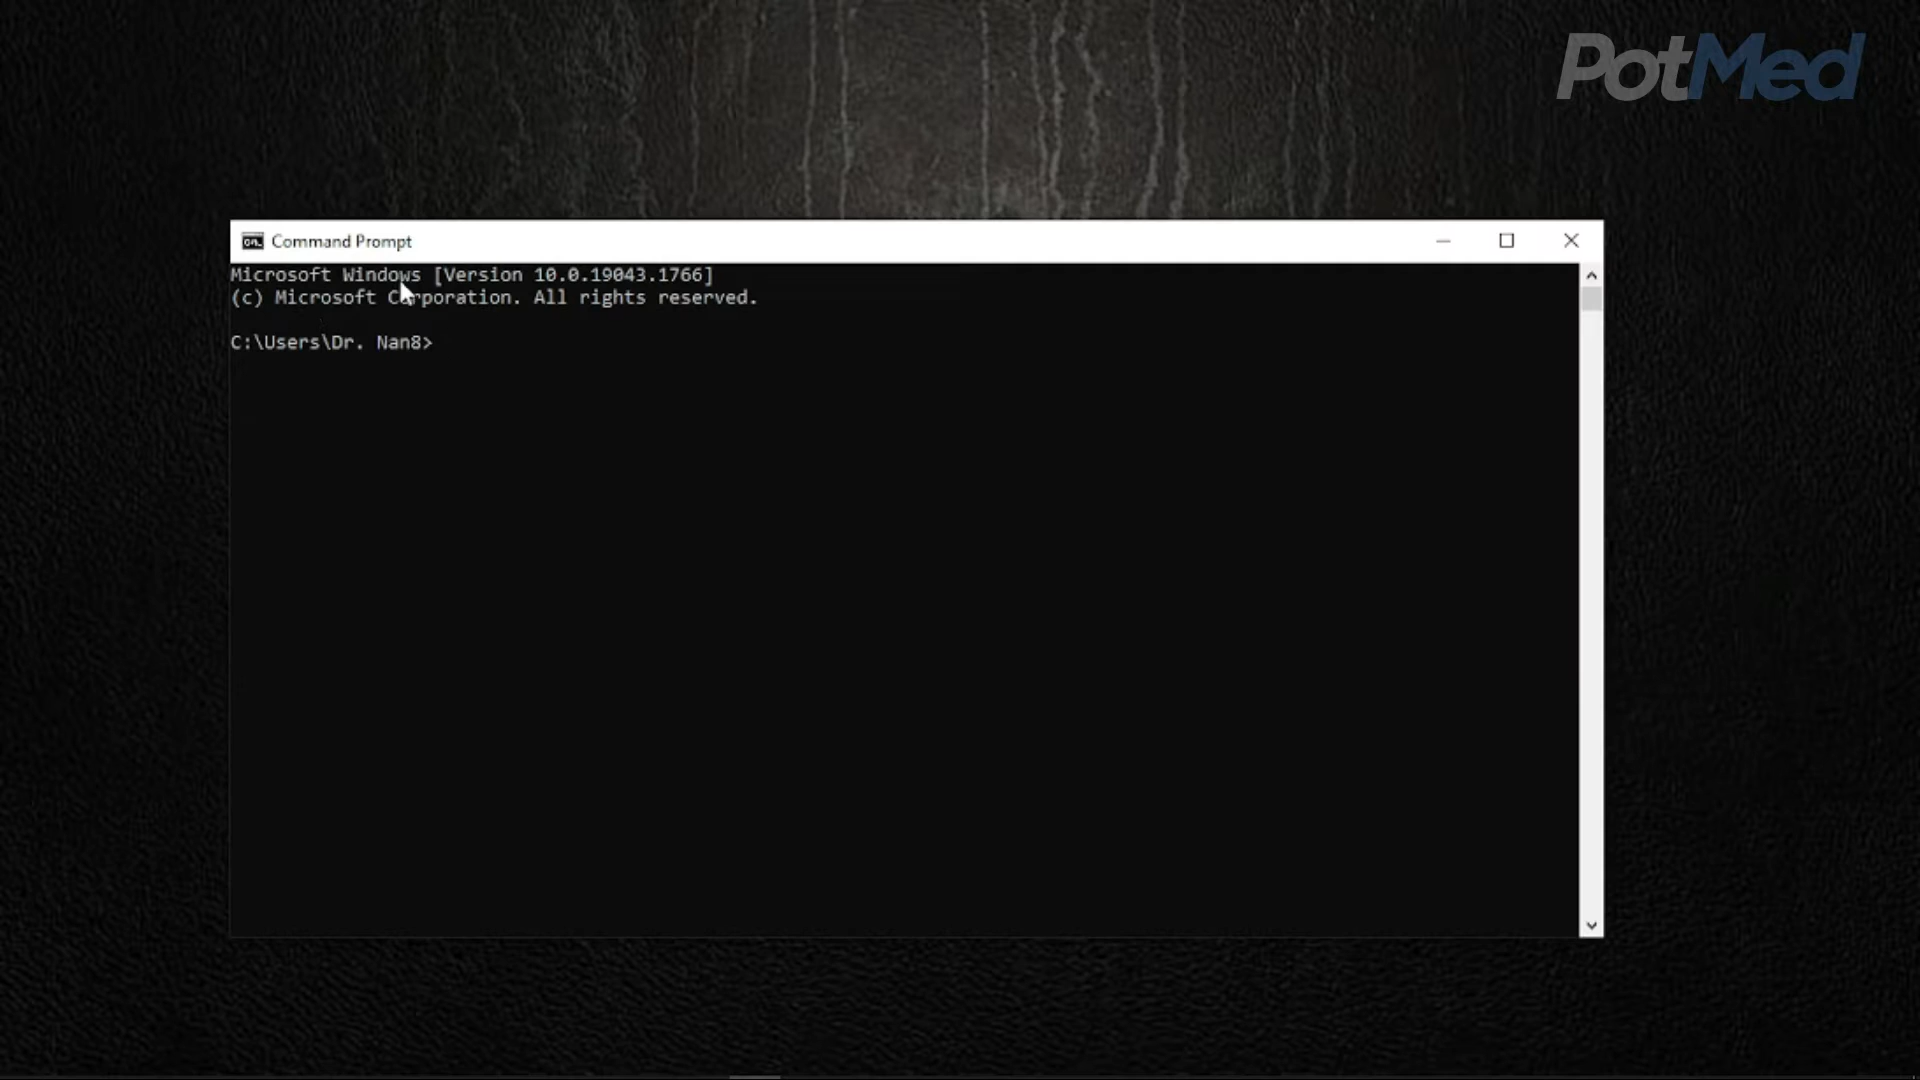 PotMed
Command Prompt
Microsoft Windows [Version 10.0.19043.1766]
(c) Microsoft Corporation. All rights reserved.
C:\Users\Dr. Nan8>